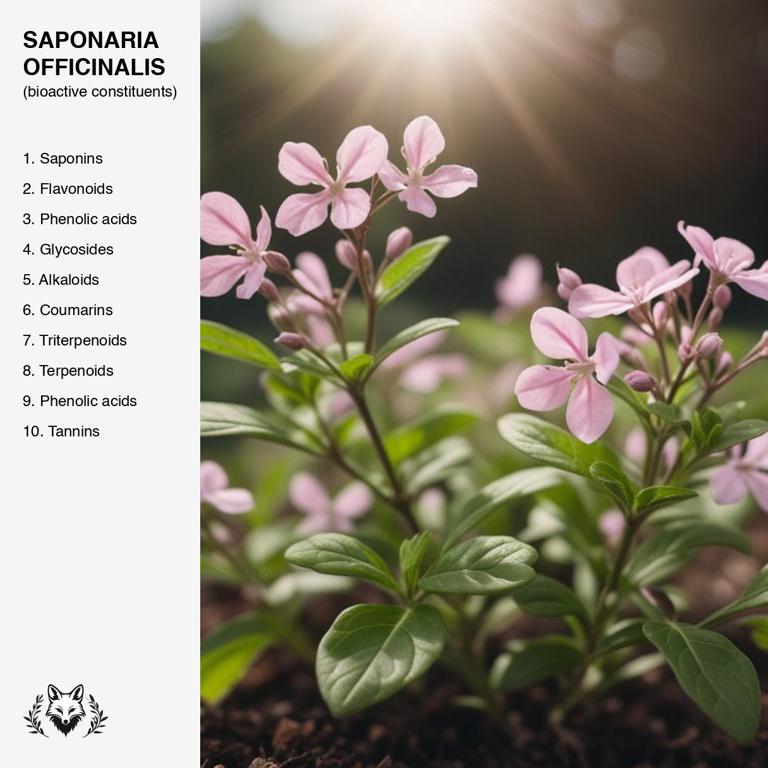 SAPONARIA
OFFICINALIS
(bioactive constituents)
1. Saponins
2. Flavonoids
3. Phenolic acids
4. Glycosides
5. Alkaloids
6. Coumarins
7. Triterpenoids
8. Terpenoids
9. Phenolic acids
10. Tannins